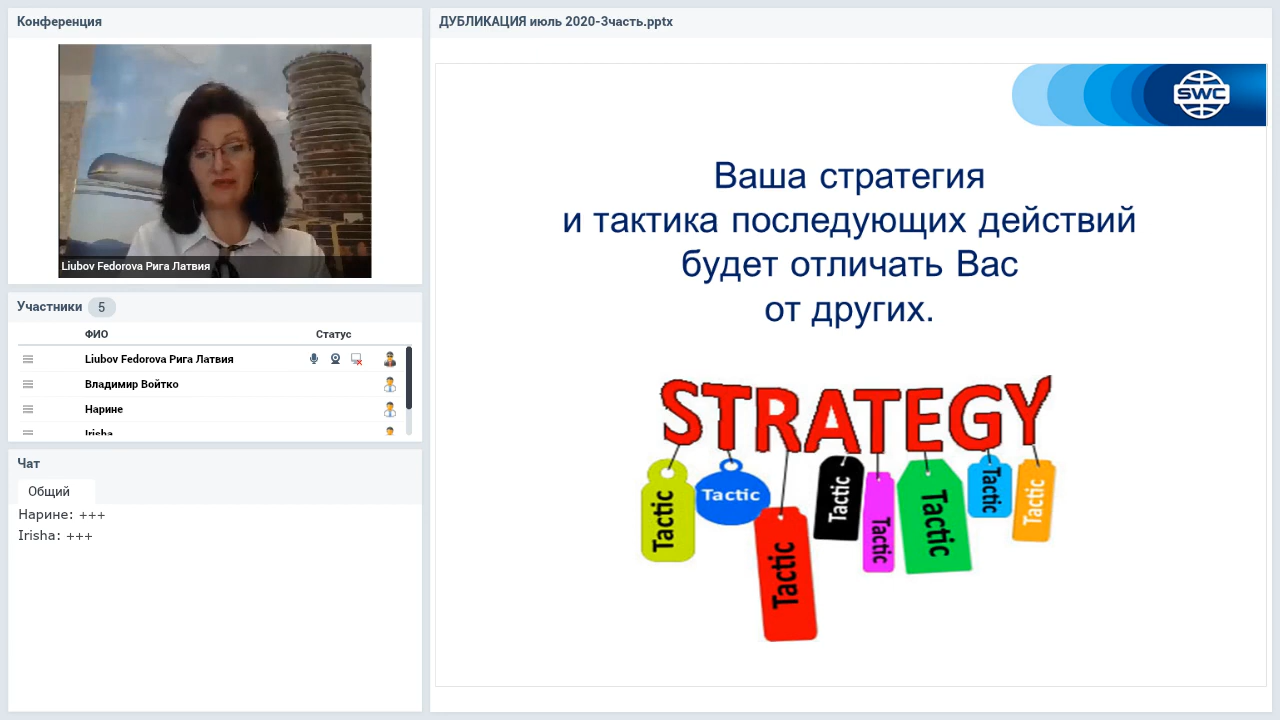 Конференция
Liubov Fedorova Рига Латвия
Участники 5
ФИО Статус
Liubov Fedorova Рига Латвия
Владимир Войтко
Нарине
Irisha
Чат
Общий
Нарине: +++
Irisha: +++
ДУБЛИКАЦИЯ июль 2020-3часть.pptx
SWC
Ваша стратегия
и тактика последующих действий
будет отличать Вас
от других.
STRATEGY
Tactic
Tactic
Tactic
Tactic
Tactic
Tactic
Tactic
Tactic